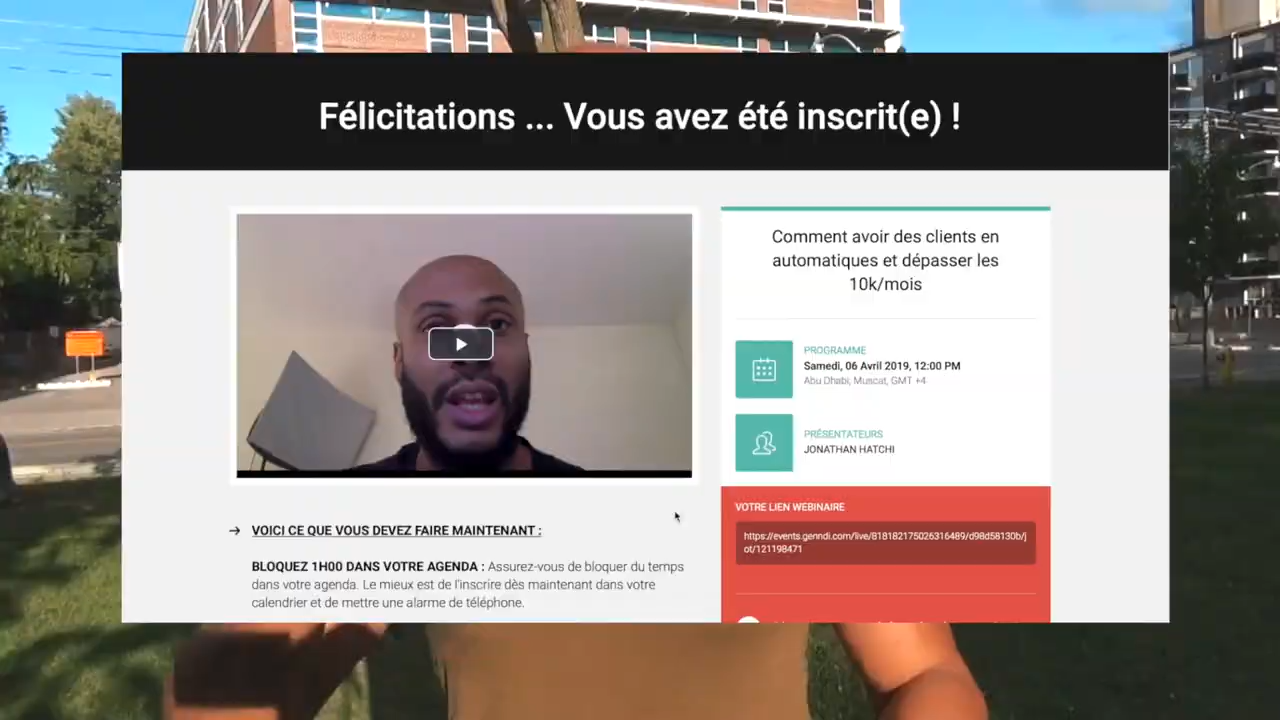 Félicitations ... Vous avez été inscrit(e) !
Comment avoir des clients en
automatiques et dépasser les
10k/mois
PROGRAMME
Samedi, 06 Avril 2019, 12:00 PM
Abu Dhabi, Muscat, GMT +4
PRÉSENTATEURS
JONATHAN HATCHI
VOTRE LIEN WEBINAIRE
https://events.genndi.com/live/818182175026316489/d98d58130b/j
ot/121198471
→ VOICI CE QUE VOUS DEVEZ FAIRE MAINTENANT :
BLOQUEZ 1H00 DANS VOTRE AGENDA : Assurez-vous de bloquer du temps
dans votre agenda. Le mieux est de l'inscrire dès maintenant dans votre
calendrier et de mettre une alarme de téléphone.